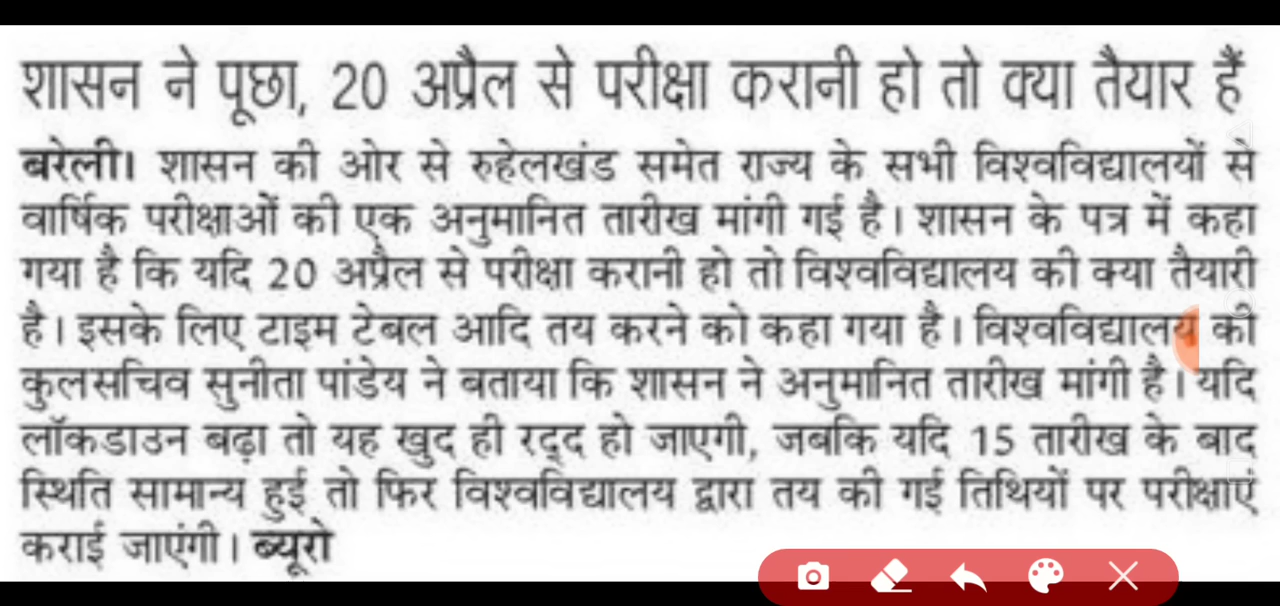 शासन ने पूछा, 20 अप्रैल से परीक्षा करानी हो तो क्या तैयार हैं
बरेली। शासन की ओर से रुहेलखंड समेत राज्य के सभी विश्वविद्यालयों से
वार्षिक परीक्षाओं की एक अनुमानित तारीख मांगी गई है। शासन के पत्र में कहा
गया है कि यदि 20 अप्रैल से परीक्षा करानी हो तो विश्वविद्यालय की क्या तैयारी
है। इसके लिए टाइम टेबल आदि तय करने को कहा गया है। विश्वविद्यालय की
कुलसचिव सुनीता पांडेय ने बताया कि शासन ने अनुमानित तारीख मांगी है। यदि
लॉकडाउन बढ़ा तो यह खुद ही रद्द हो जाएगी, जबकि यदि 15 तारीख के बाद
स्थिति सामान्य हुई तो फिर विश्वविद्यालय द्वारा तय की गई तिथियों पर परीक्षाएं
कराई जाएंगी। ब्यूरो